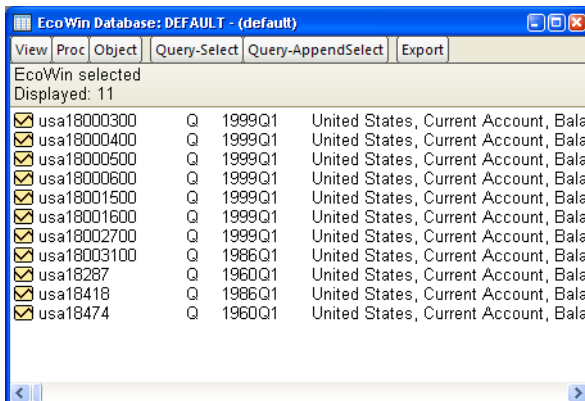 EcoWin Database: DEFAULT - (default)
View Proc Object Query-Select Query-AppendSelect Export
EcoWin selected
Displayed: 11
usa18000300 Q 1999Q1 United States, Current Account, Bala
usa18000400 Q 1999Q1 United States, Current Account, Bala
usa18000500 Q 1999Q1 United States, Current Account, Bala
usa18000600 Q 1999Q1 United States, Current Account, Bala
usa18001500 Q 1999Q1 United States, Current Account, Bala
usa18001600 Q 1999Q1 United States, Current Account, Bala
usa18002700 Q 1999Q1 United States, Current Account, Bala
usa18003100 Q 1986Q1 United States, Current Account, Bala
usa18287 Q 1960Q1 United States, Current Account, Bala
usa18418 Q 1986Q1 United States, Current Account, Bala
usa18474 Q 1960Q1 United States, Current Account, Bala